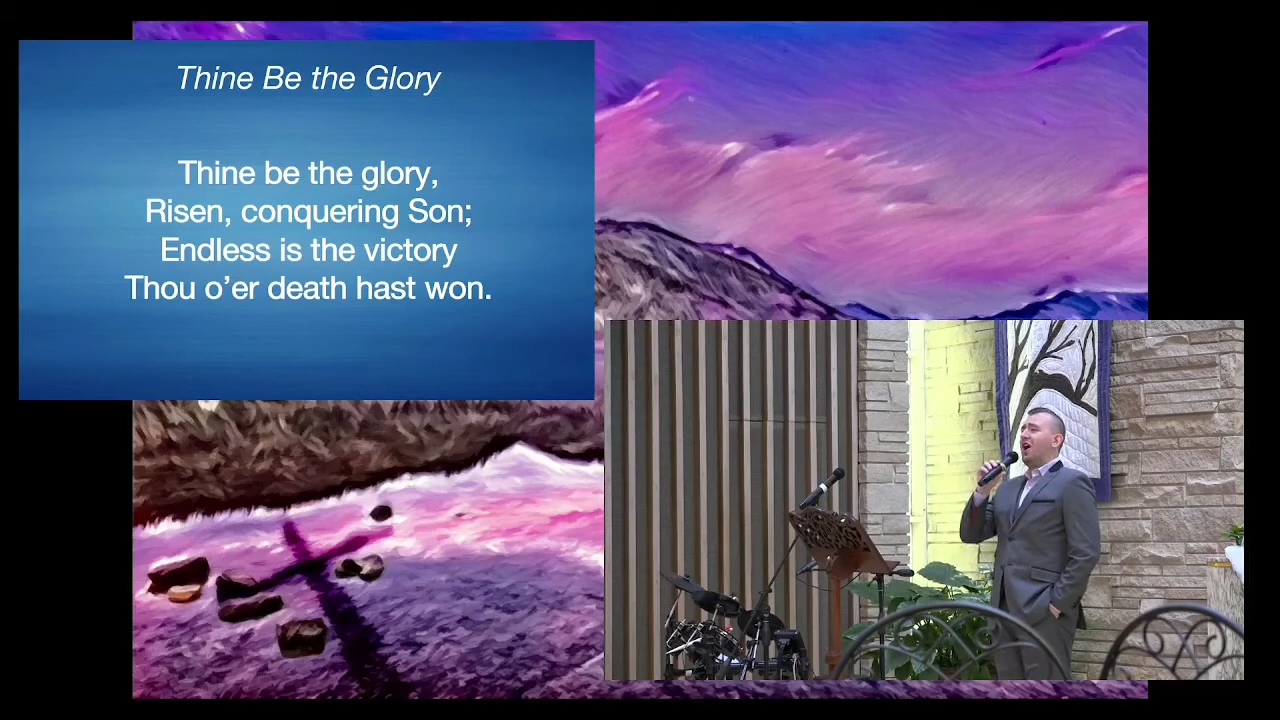 Thine Be the Glory
Thine be the glory,
Risen, conquering Son;
Endless is the victory
Thou o’er death hast won.